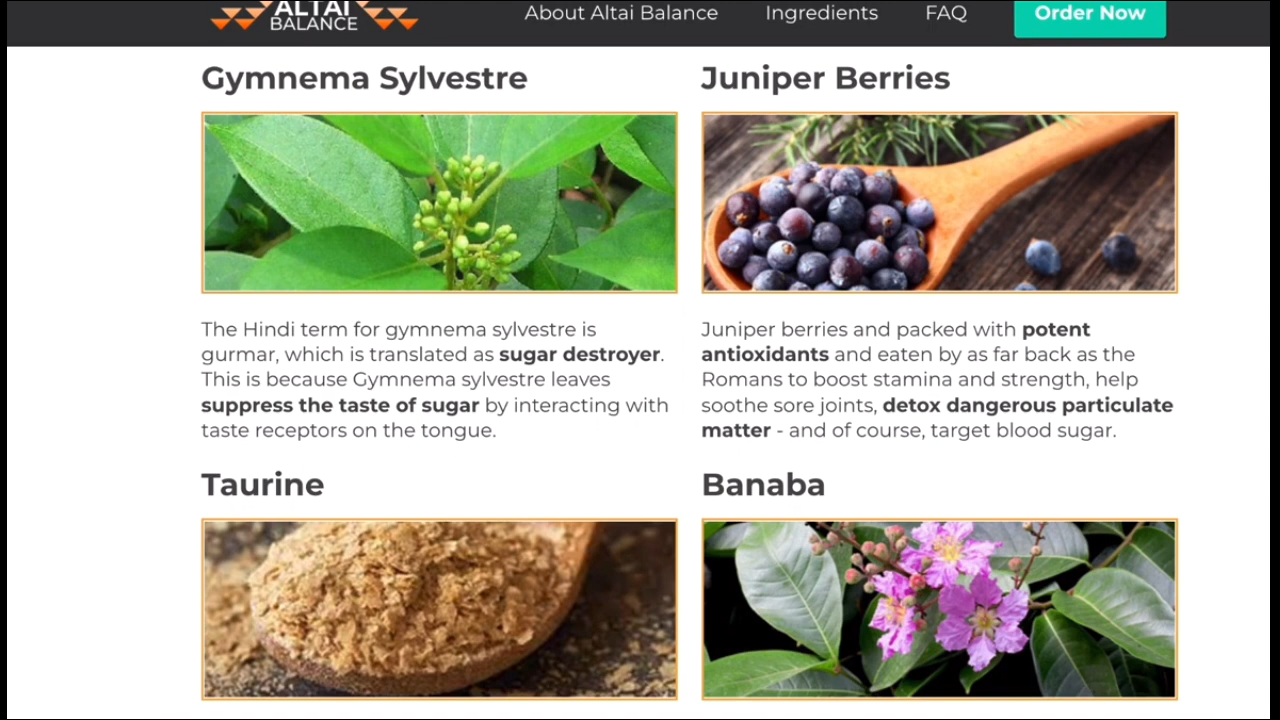 ALTAI
BALANCE
About Altai Balance
Ingredients
FAQ
Order Now
Gymnema Sylvestre
The Hindi term for gymnema sylvestre is
gurmar, which is translated as sugar destroyer.
This is because Gymnema sylvestre leaves
suppress the taste of sugar by interacting with
taste receptors on the tongue.
Juniper Berries
Juniper berries and packed with potent
antioxidants and eaten by as far back as the
Romans to boost stamina and strength, help
soothe sore joints, detox dangerous particulate
matter - and of course, target blood sugar.
Taurine
Banaba